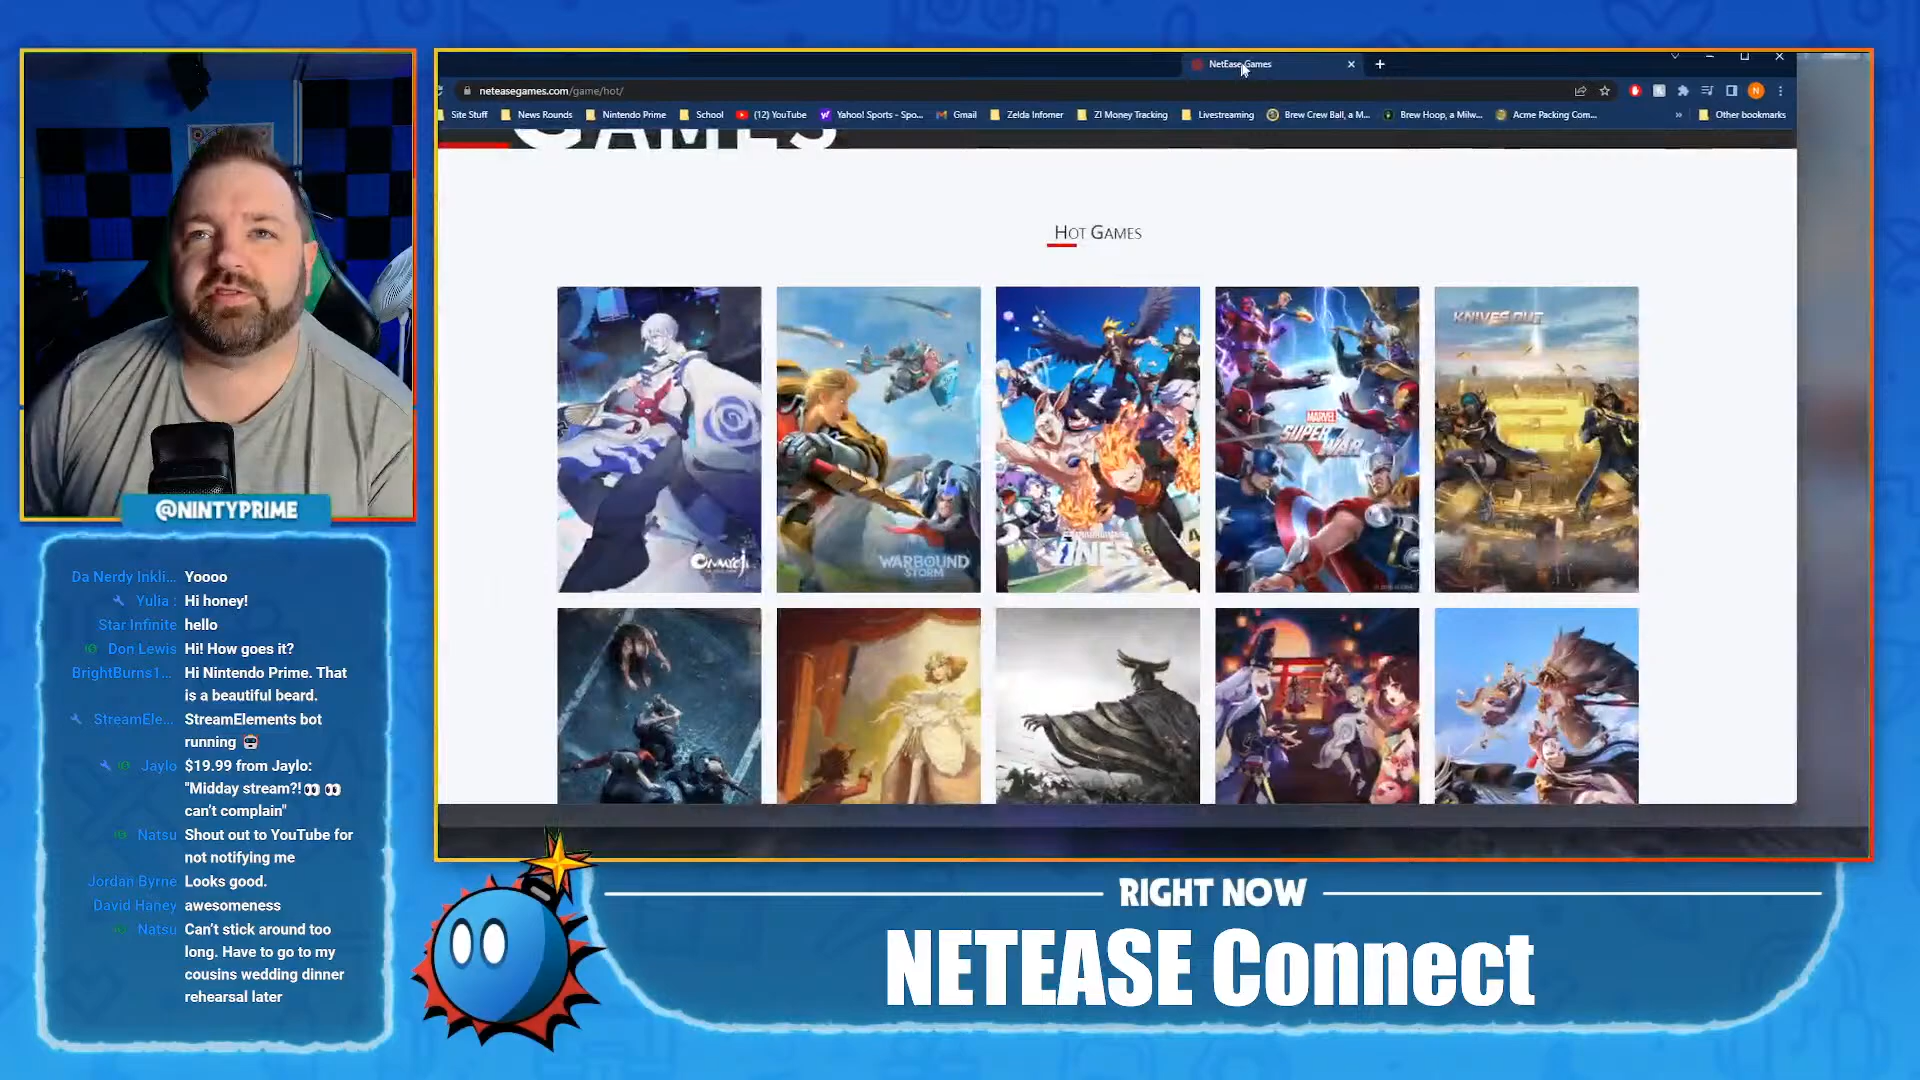 NetEase Games
neteasegames.com/game/hot/
Site Stuff
News Rounds
Nintendo Prime
School
(12) YouTube
Yahoo! Sports - Spo...
Gmail
Zelda Informer
ZI Money Tracking
Livestreaming
Brew Crew Ball, a M...
Brew Hoop, a Milw...
Acme Packing Com...
»
Other bookmarks
GAMES
HOT GAMES
ONMYOJI
WARBOUND
STORM
ONES
MARVEL
SUPER
WAR
KNIVES OUT
@NINTYPRIME
Da Nerdy Inkli... Yoooo
Yulia : Hi honey!
Star Infinite hello
Don Lewis Hi! How goes it?
BrightBurns1... Hi Nintendo Prime. That
is a beautiful beard.
StreamEle... StreamElements bot
running 🤖
Jaylo $19.99 from Jaylo:
"Midday stream?!👀 👀
can't complain"
Natsu Shout out to YouTube for
not notifying me
Jordan Byrne Looks good.
David Haney awesomeness
Natsu Can't stick around too
long. Have to go to my
cousins wedding dinner
rehearsal later
RIGHT NOW
NETEASE Connect